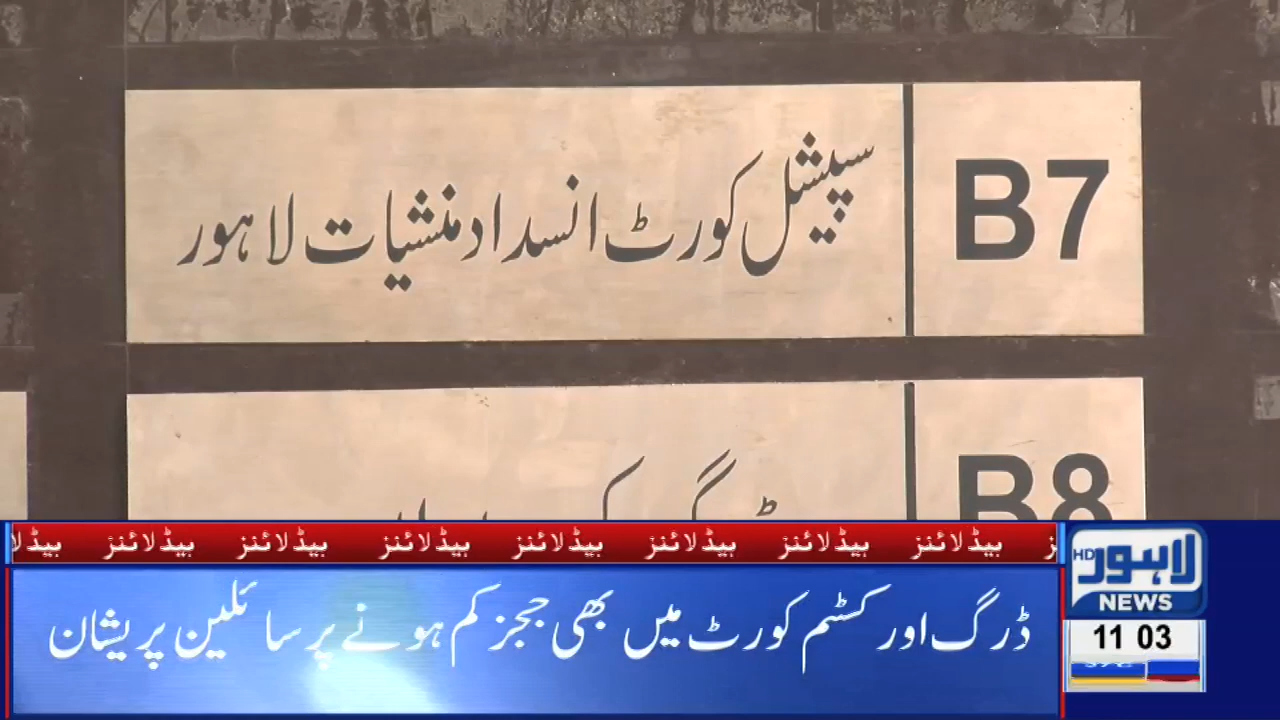 سپیشل کورٹ انسداد منشیات لاہور B7
B8
ہیڈلائنز ہیڈلائنز ہیڈلائنز ہیڈلائنز ہیڈلائنز ہیڈلائنز ہیڈلائنز
ڈرگ اور کسٹم کورٹ میں بھی ججز کم ہونے پر سائلین پریشان
لاہور HD
NEWS
11 03